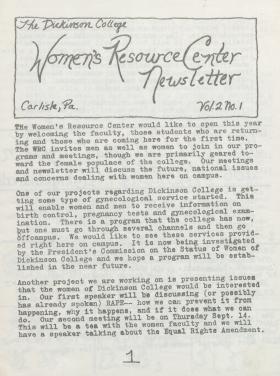 The Dickinson College
Women's Resource Center
Newsletter
Carlisle, Pa.
Vol. 2 No. 1
The Women's Resource Center would like to open this year
by welcoming the faculty, those students who are return-
ing and those who are coming here for the first time.
The WRC invites men as well as women to join in our pro-
grams and meetings, though we are primarily geared to-
ward the female populace of the college. Our meetings
and newsletter will discuss the future, national issues
and concerns dealing with women here on campus.
One of our projects regarding Dickinson College is get-
ting some type of gynecological service started. This
will enable women and men to receive information on
birth control, pregnancy tests and gynecological exam-
ination. There is a program that the college has now,
but one must go through several channels and then go
offcampus. We would like to see these services provid-
ed right here on campus. It is now being investigated
by the President's Commission on the Status of Women of
Dickinson College and we hope a program will be estab-
lished in the near future.
Another project we are working on is presenting issues
that the women of Dickinson College would be interested
in. Our first speaker will be discussing (or possibly
has already spoken) RAPE-- how we can prevent it from
happening, why it happens, and if it does what we can
do. Our second meeting will be on Thursday Sept. 14.
This will be a tea with the women faculty and we will
have a speaker talking about the Equal Rights Amendment.
1